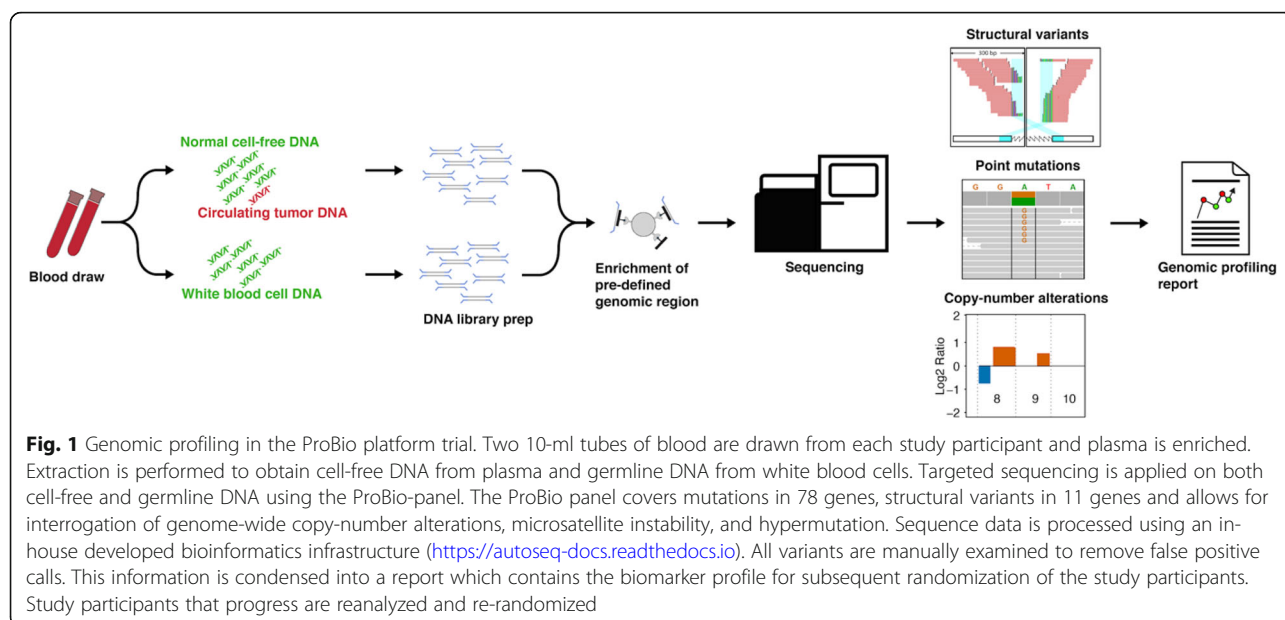 Structural variants
100 bp
Normal cell-free DNA
Circulating tumor DNA
White blood cell DNA
Blood draw
DNA library prep
Enrichment of
pre-defined
genomic region
Sequencing
Point mutations
G G A T A
G
G
G
G
G
Copy-number alterations
Log2 Ratio
2
1
0
−1
−2
8 9 10
Genomic profiling
report
Fig. 1 Genomic profiling in the ProBio platform trial. Two 10-ml tubes of blood are drawn from each study participant and plasma is enriched.
Extraction is performed to obtain cell-free DNA from plasma and germline DNA from white blood cells. Targeted sequencing is applied on both
cell-free and germline DNA using the ProBio-panel. The ProBio panel covers mutations in 78 genes, structural variants in 11 genes and allows for
interrogation of genome-wide copy-number alterations, microsatellite instability, and hypermutation. Sequence data is processed using an in-
house developed bioinformatics infrastructure (https://autoseq-docs.readthedocs.io). All variants are manually examined to remove false positive
calls. This information is condensed into a report which contains the biomarker profile for subsequent randomization of the study participants.
Study participants that progress are reanalyzed and re-randomized